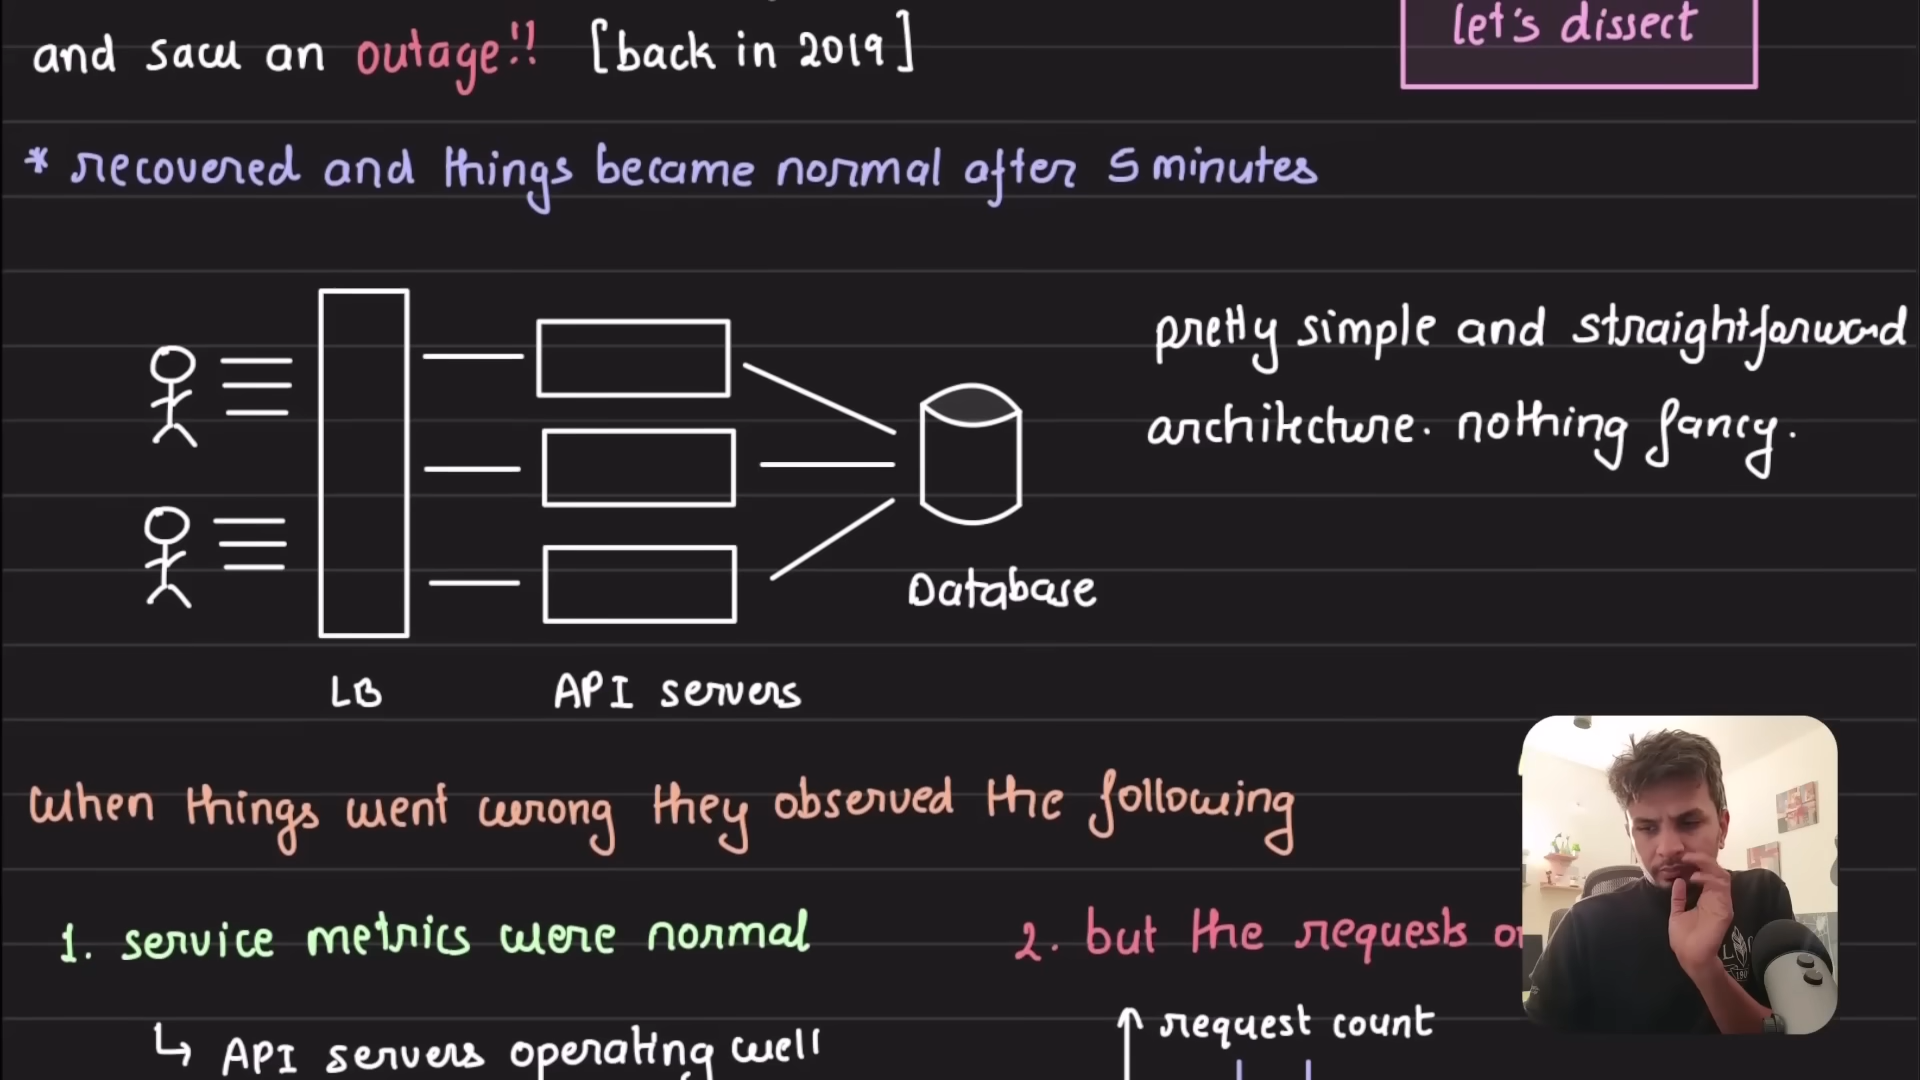 let's dissect
and saw an outage!! [back in 2019]
* recovered and things became normal after 5 minutes
pretty simple and straightforward
architecture. nothing fancy.
Database
LB
API servers
When things went wrong they observed the following
1. service metrics were normal
2. but the requests
↳ API servers operating well
request count